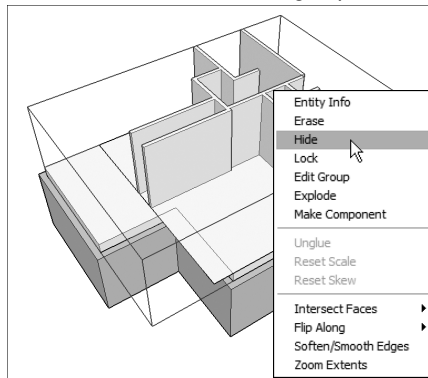 Entity Info
Erase
Hide
Lock
Edit Group
Explode
Make Component
Unglue
Reset Scale
Reset Skew
Intersect Faces
Flip Along
Soften/Smooth Edges
Zoom Extents